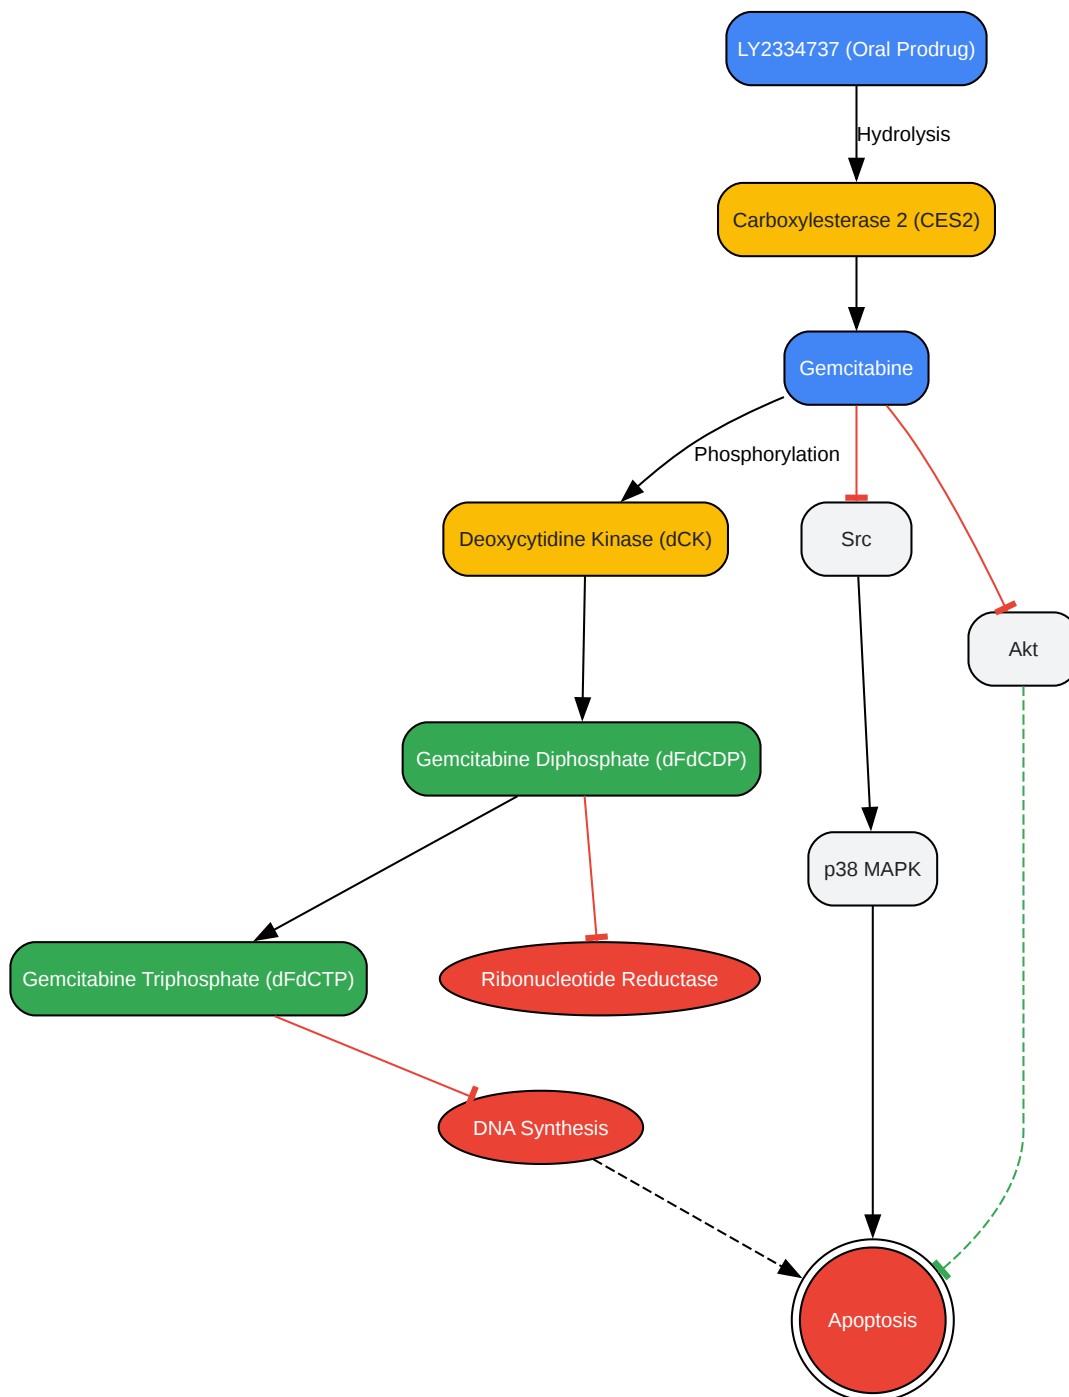 LY2334737 (Oral Prodrug)
Hydrolysis
Carboxylesterase 2 (CES2)
Gemcitabine
Phosphorylation
Deoxycytidine Kinase (dCK)
Src
Akt
Gemcitabine Diphosphate (dFdCDP)
p38 MAPK
Gemcitabine Triphosphate (dFdCTP)
Ribonucleotide Reductase
DNA Synthesis
Apoptosis